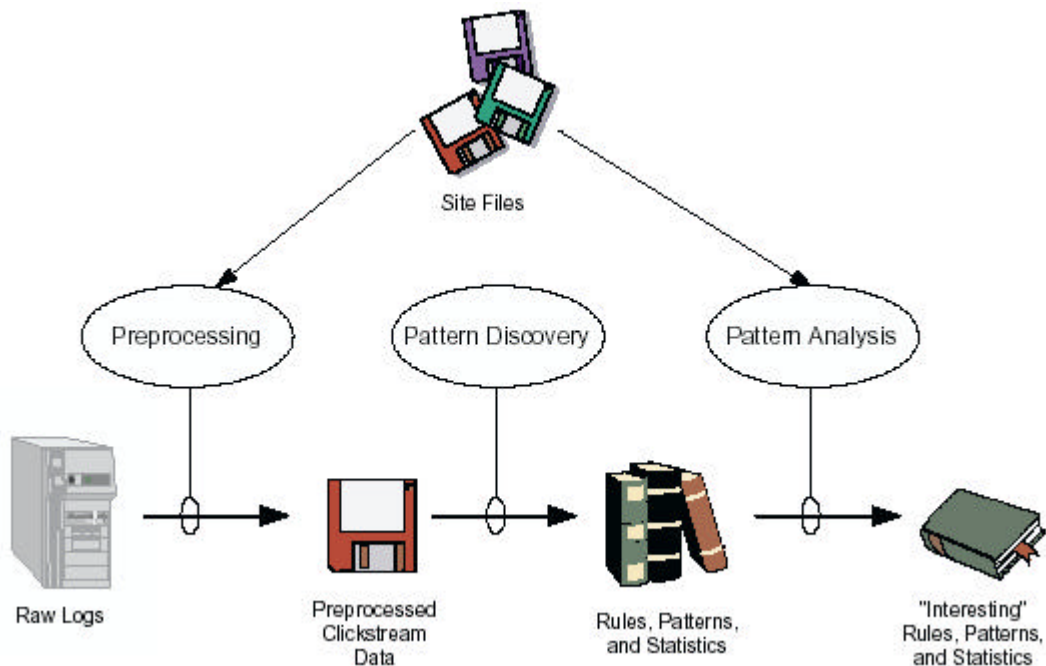 Site Files
Preprocessing
Pattern Discovery
Pattern Analysis
Raw Logs
Preprocessed
Clickstream
Data
Rules, Patterns,
and Statistics
"Interesting"
Rules, Patterns,
and Statistics